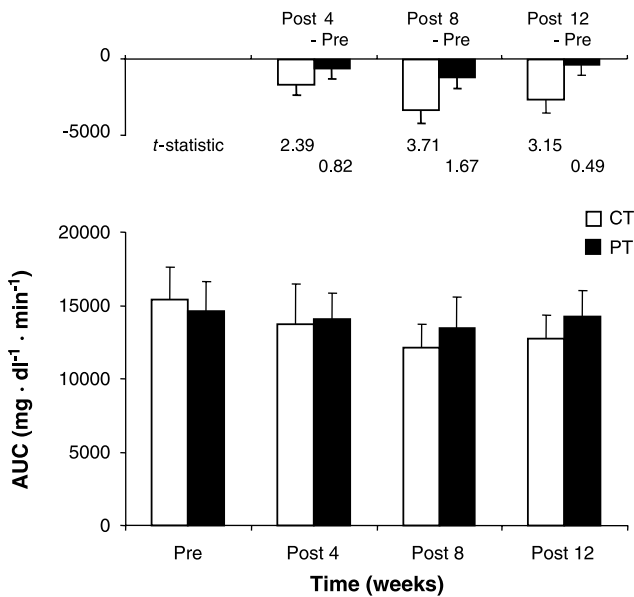 Post 4 Post 8 Post 12
- Pre - Pre - Pre
0
-5000
t-statistic 2.39 3.71 3.15
0.82 1.67 0.49
CT
PT
20000
15000
10000
5000
0
AUC (mg · dl⁻¹ · min⁻¹)
Pre Post 4 Post 8 Post 12
Time (weeks)